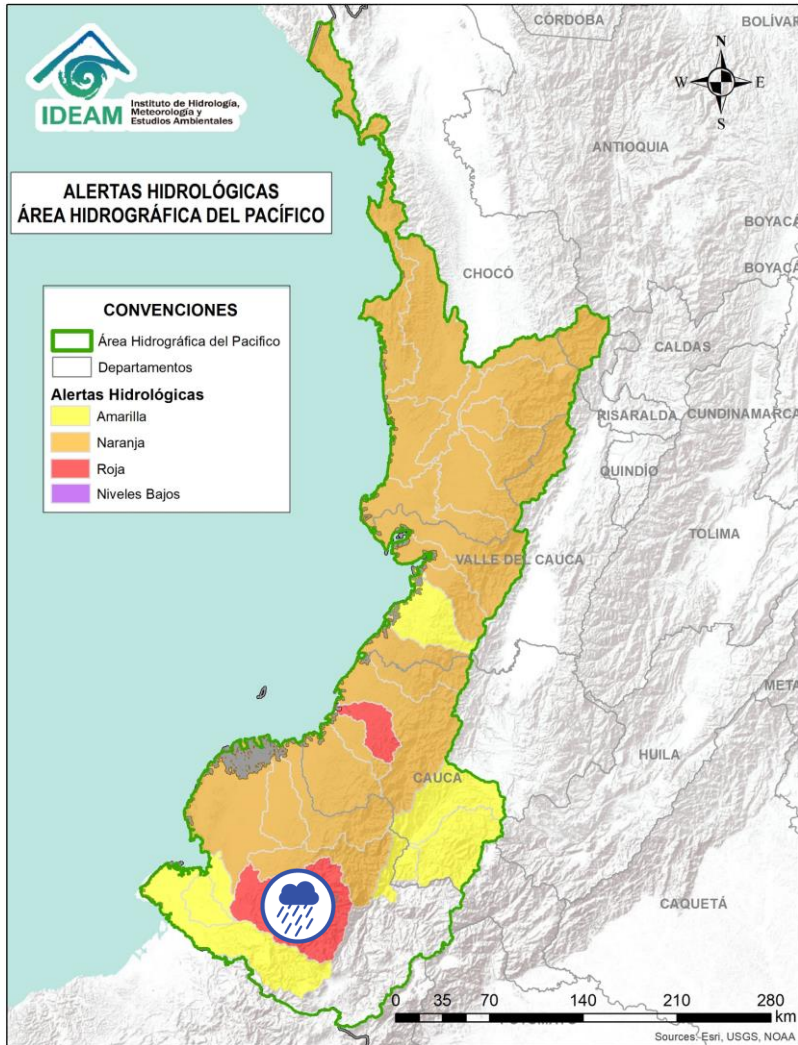 CÓRDOBA
BOLÍVAR
IDEAM
Instituto de Hidrología,
Meteorología y
Estudios Ambientales
N
W E
S
ANTIOQUIA
ALERTAS HIDROLÓGICAS
ÁREA HIDROGRÁFICA DEL PACÍFICO
BOYACÁ
BOYACÁ
CHOCÓ
CONVENCIONES
Área Hidrográfica del Pacifico
Departamentos
Alertas Hidrológicas
Amarilla
Naranja
Roja
Niveles Bajos
CALDAS
RISARALDA
CUNDINAMARCA
QUINDÍO
TOLIMA
VALLE DEL CAUCA
META
HUILA
CAUCA
CAQUETÁ
0 35 70 140 210 280
km
Sources: Esri, USGS, NOAA